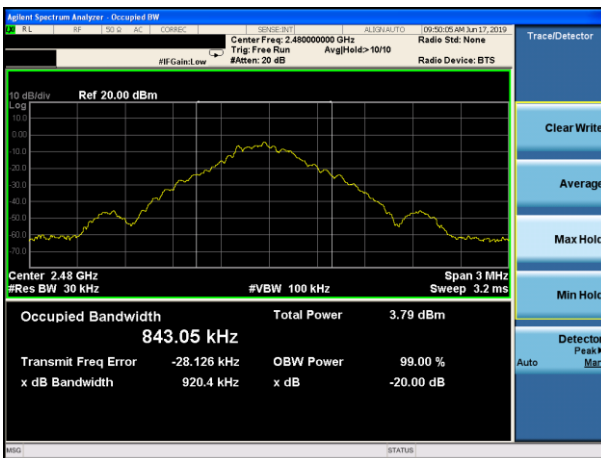 Agilent Spectrum Analyzer - Occupied BW
RL RF 50 Ω AC CORREC SENSE:INT ALIGNAUTO 09:50:05 AM Jun 17, 2019
Center Freq: 2.480000000 GHz Radio Std: None
Trig: Free Run Avg|Hold:>10/10
#IFGain:Low #Atten: 20 dB Radio Device: BTS
Trace/Detector
10 dB/div Ref 20.00 dBm
Log
10.0
0.00
-10.0
-20.0
-30.0
-40.0
-50.0
-60.0
-70.0
Center 2.48 GHz Span 3 MHz
#Res BW 30 kHz #VBW 100 kHz Sweep 3.2 ms
Occupied Bandwidth Total Power 3.79 dBm
843.05 kHz
Transmit Freq Error -28.126 kHz OBW Power 99.00 %
x dB Bandwidth 920.4 kHz x dB -20.00 dB
Clear Write
Average
Max Hold
Min Hold
Detector
Peak
Auto Man
MSG STATUS